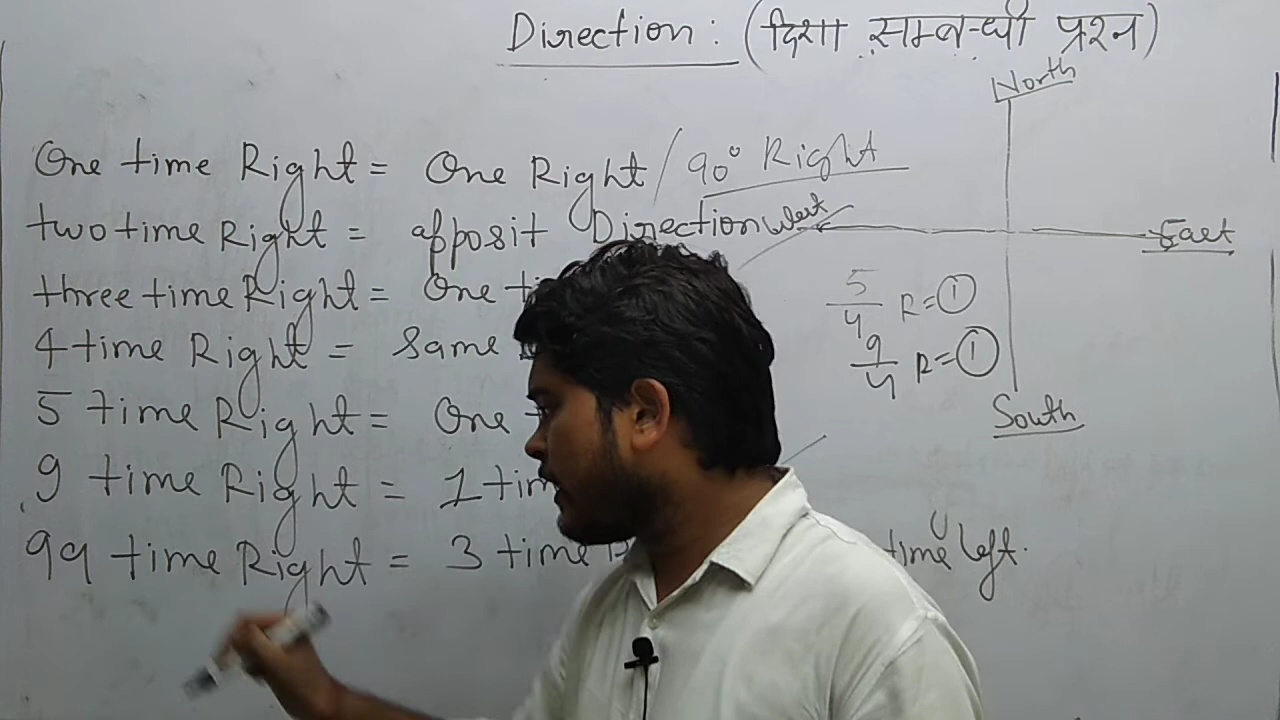 Direction: (दिशा सम्बन्धी प्रश्न)
North
One time Right = One Right / 90° Right
two time Right = apposit Direction
West
East
three time Right = One
4 time Right = Same
5 time Right = One
9 time Right = 1 tim
99 time Right = 3 time
time left.
5/4 R = 1
9/4 R = 1
South